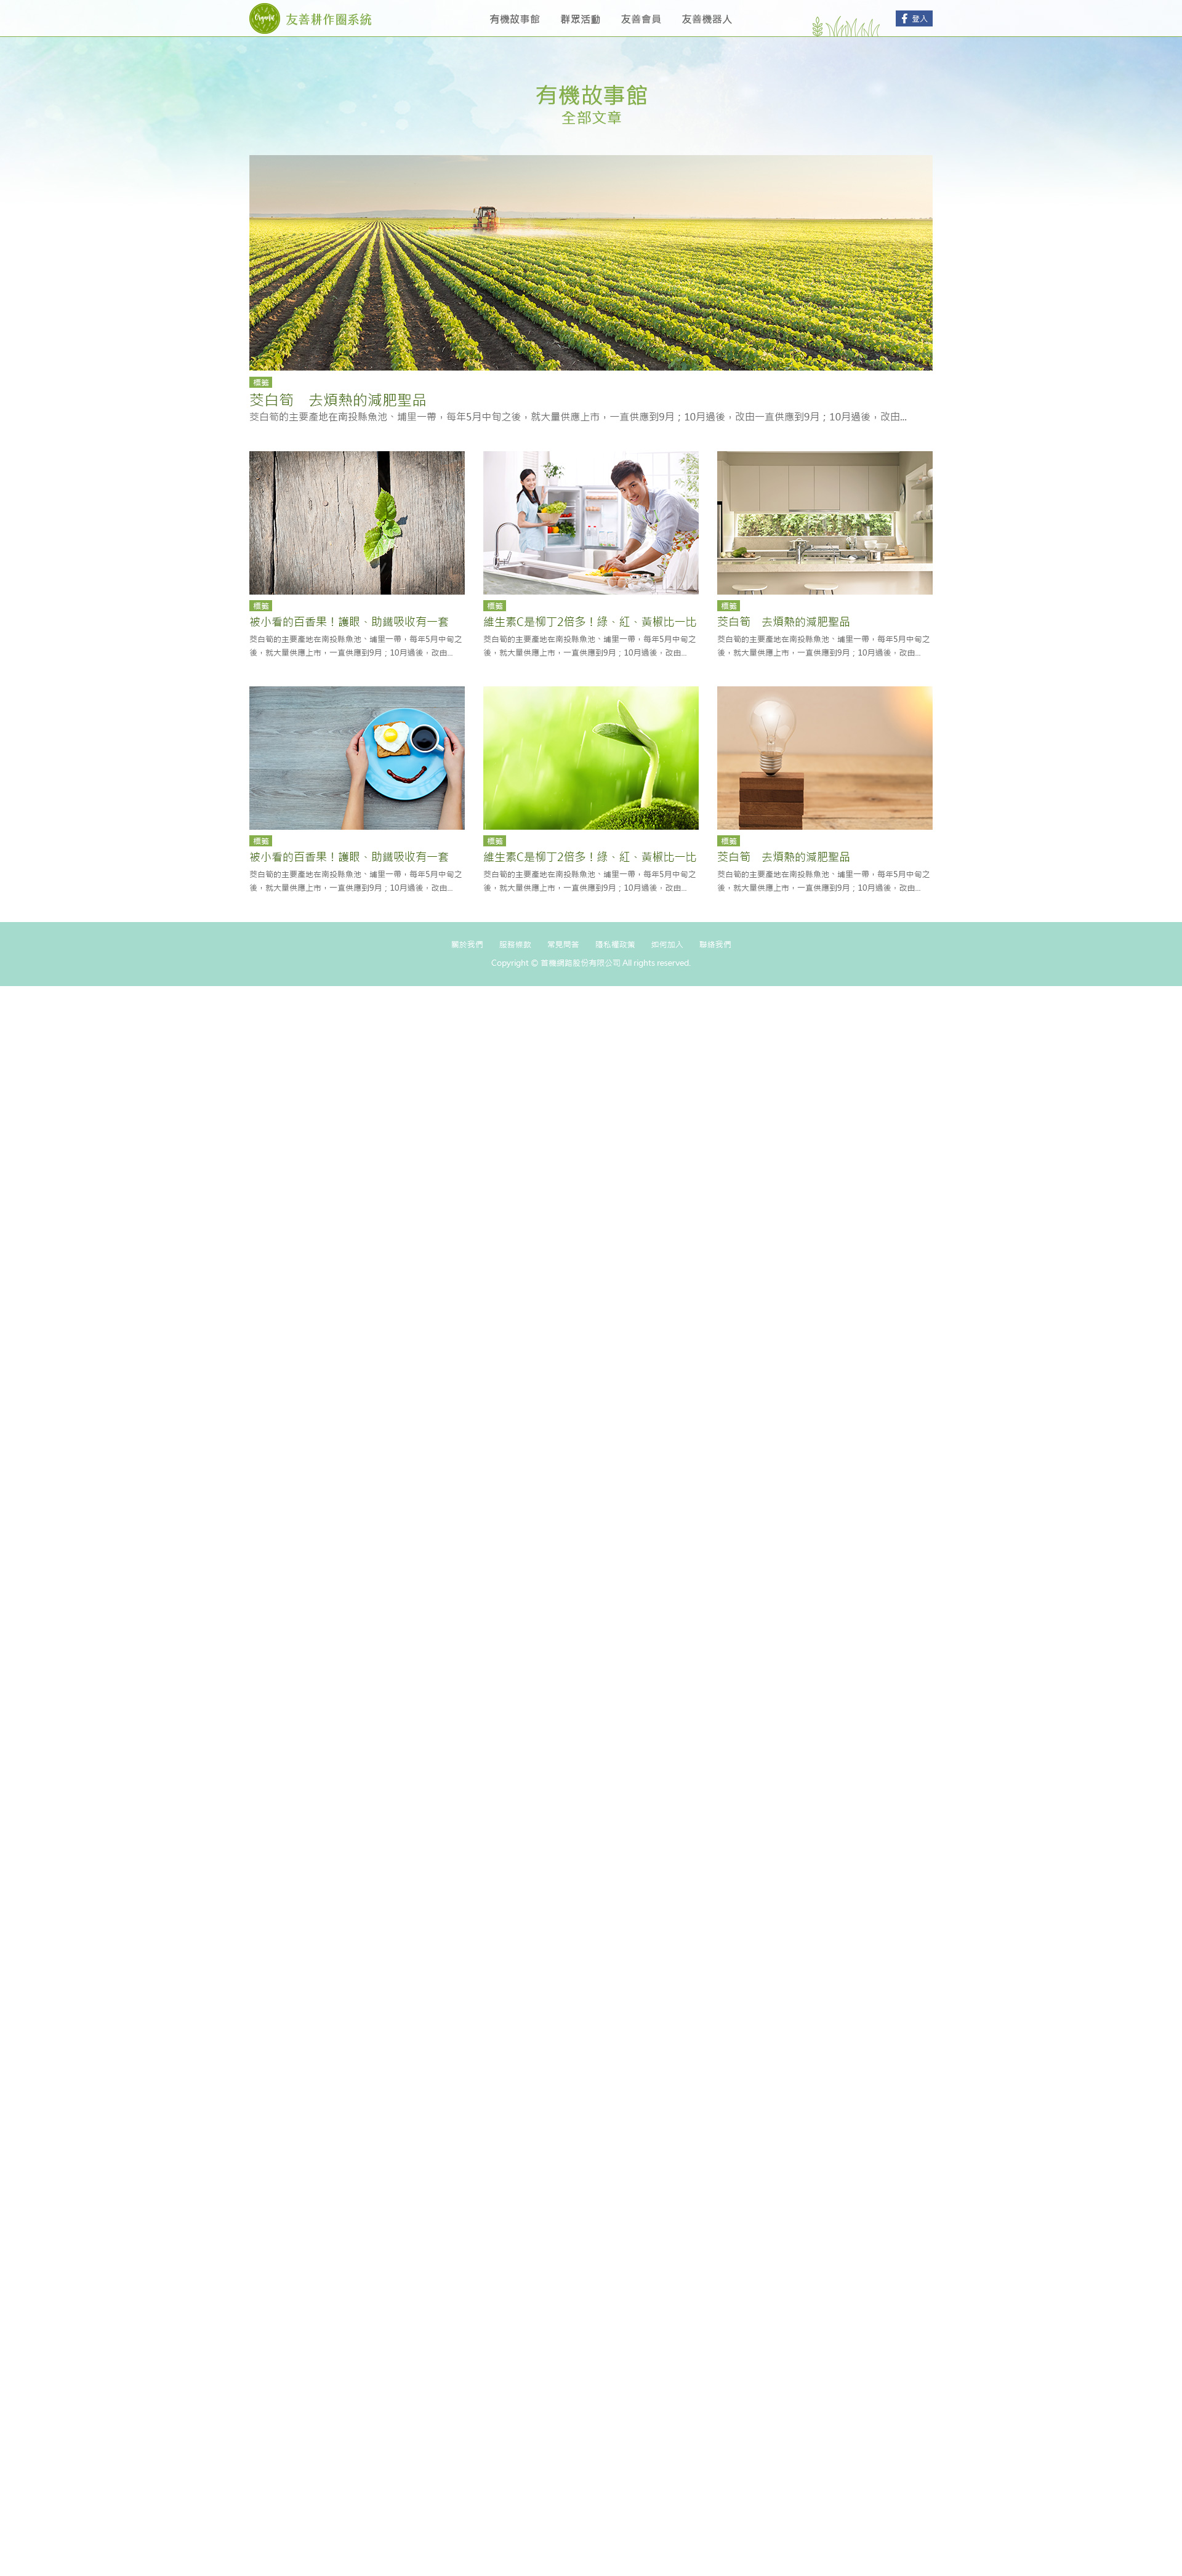 Organic
友善耕作圈系統
有機故事館 群眾活動 友善會員 友善機器人
f 登入
有機故事館
全部文章
標籤
茭白筍　去煩熱的減肥聖品
茭白筍的主要產地在南投縣魚池、埔里一帶，每年5月中旬之後，就大量供應上市，一直供應到9月；10月過後，改由一直供應到9月；10月過後，改由...
標籤
被小看的百香果！護眼、助鐵吸收有一套
茭白筍的主要產地在南投縣魚池、埔里一帶，每年5月中旬之
後，就大量供應上市，一直供應到9月；10月過後，改由...
標籤
維生素C是柳丁2倍多！綠、紅、黃椒比一比
茭白筍的主要產地在南投縣魚池、埔里一帶，每年5月中旬之
後，就大量供應上市，一直供應到9月；10月過後，改由...
標籤
茭白筍　去煩熱的減肥聖品
茭白筍的主要產地在南投縣魚池、埔里一帶，每年5月中旬之
後，就大量供應上市，一直供應到9月；10月過後，改由...
標籤
被小看的百香果！護眼、助鐵吸收有一套
茭白筍的主要產地在南投縣魚池、埔里一帶，每年5月中旬之
後，就大量供應上市，一直供應到9月；10月過後，改由...
標籤
維生素C是柳丁2倍多！綠、紅、黃椒比一比
茭白筍的主要產地在南投縣魚池、埔里一帶，每年5月中旬之
後，就大量供應上市，一直供應到9月；10月過後，改由...
標籤
茭白筍　去煩熱的減肥聖品
茭白筍的主要產地在南投縣魚池、埔里一帶，每年5月中旬之
後，就大量供應上市，一直供應到9月；10月過後，改由...
關於我們 服務條款 常見問答 隱私權政策 如何加入 聯絡我們
Copyright © 網路股份有限公司 All rights reserved.